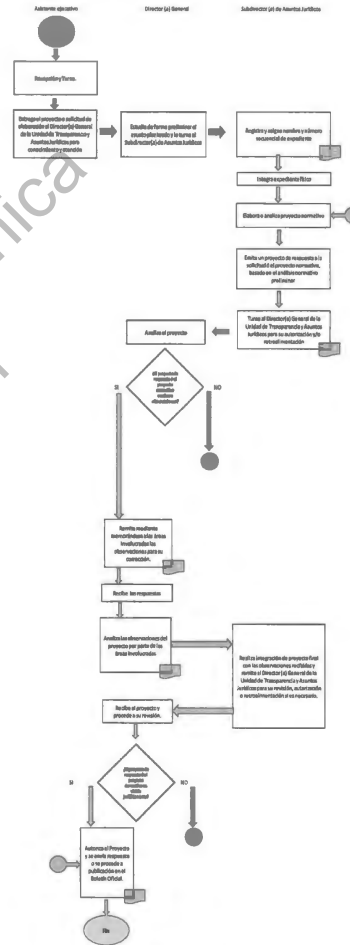 Asistente ejecutivo
Director (a) General
Subdirector(a) de Asuntos Jurídicos
Recepción y Turno.
Entrega el proyecto o solicitud de
elaboración al Director(a) General
de la Unidad de Transparencia y
Asuntos Jurídicos para
conocimiento y atención
Estudia de forma preliminar el
asunto planteado y lo turna al
Subdirector(a) de Asuntos Jurídicos
Registra y asigna nombre y número
secuencial de expediente
Integra expediente físico
Elabora o analiza proyecto normativo
Emite un proyecto de respuesta a la
solicitud o el proyecto normativo,
basado en el análisis normativo
preliminar
Turna al Director(a) General de la
Unidad de Transparencia y Asuntos
Jurídicos para su autorización y/o
retroalimentación
Analiza el proyecto
respuesta o el
proyecto
SI
NO
Remite mediante
memorándum a las áreas
involucradas las
observaciones para su
corrección.
Recibe las respuestas
Analiza las observaciones del
proyecto por parte de las
áreas involucradas.
Realiza integración de proyecto final
con las observaciones recibidas y
remite al Director(a) General de la
Unidad de Transparencia y Asuntos
Jurídicos para su revisión, autorización
o retroalimentación si es necesario.
Recibe el proyecto y
procede a su revisión.
respuesta o el
proyecto
Autoriza el Proyecto
y se envía respuesta
o se procede a
publicación en el
Boletín Oficial.
Fin
nica